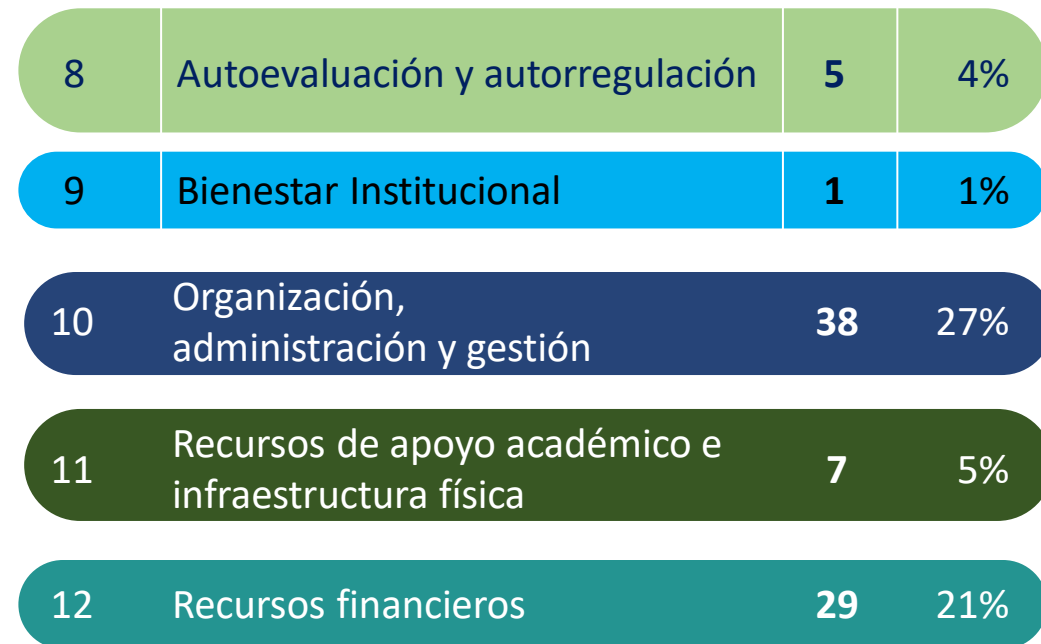 8 Autoevaluación y autorregulación 5 4%
9 Bienestar Institucional 1 1%
10 Organización,
administración y gestión 38 27%
11 Recursos de apoyo académico e
infraestructura física 7 5%
12 Recursos financieros 29 21%